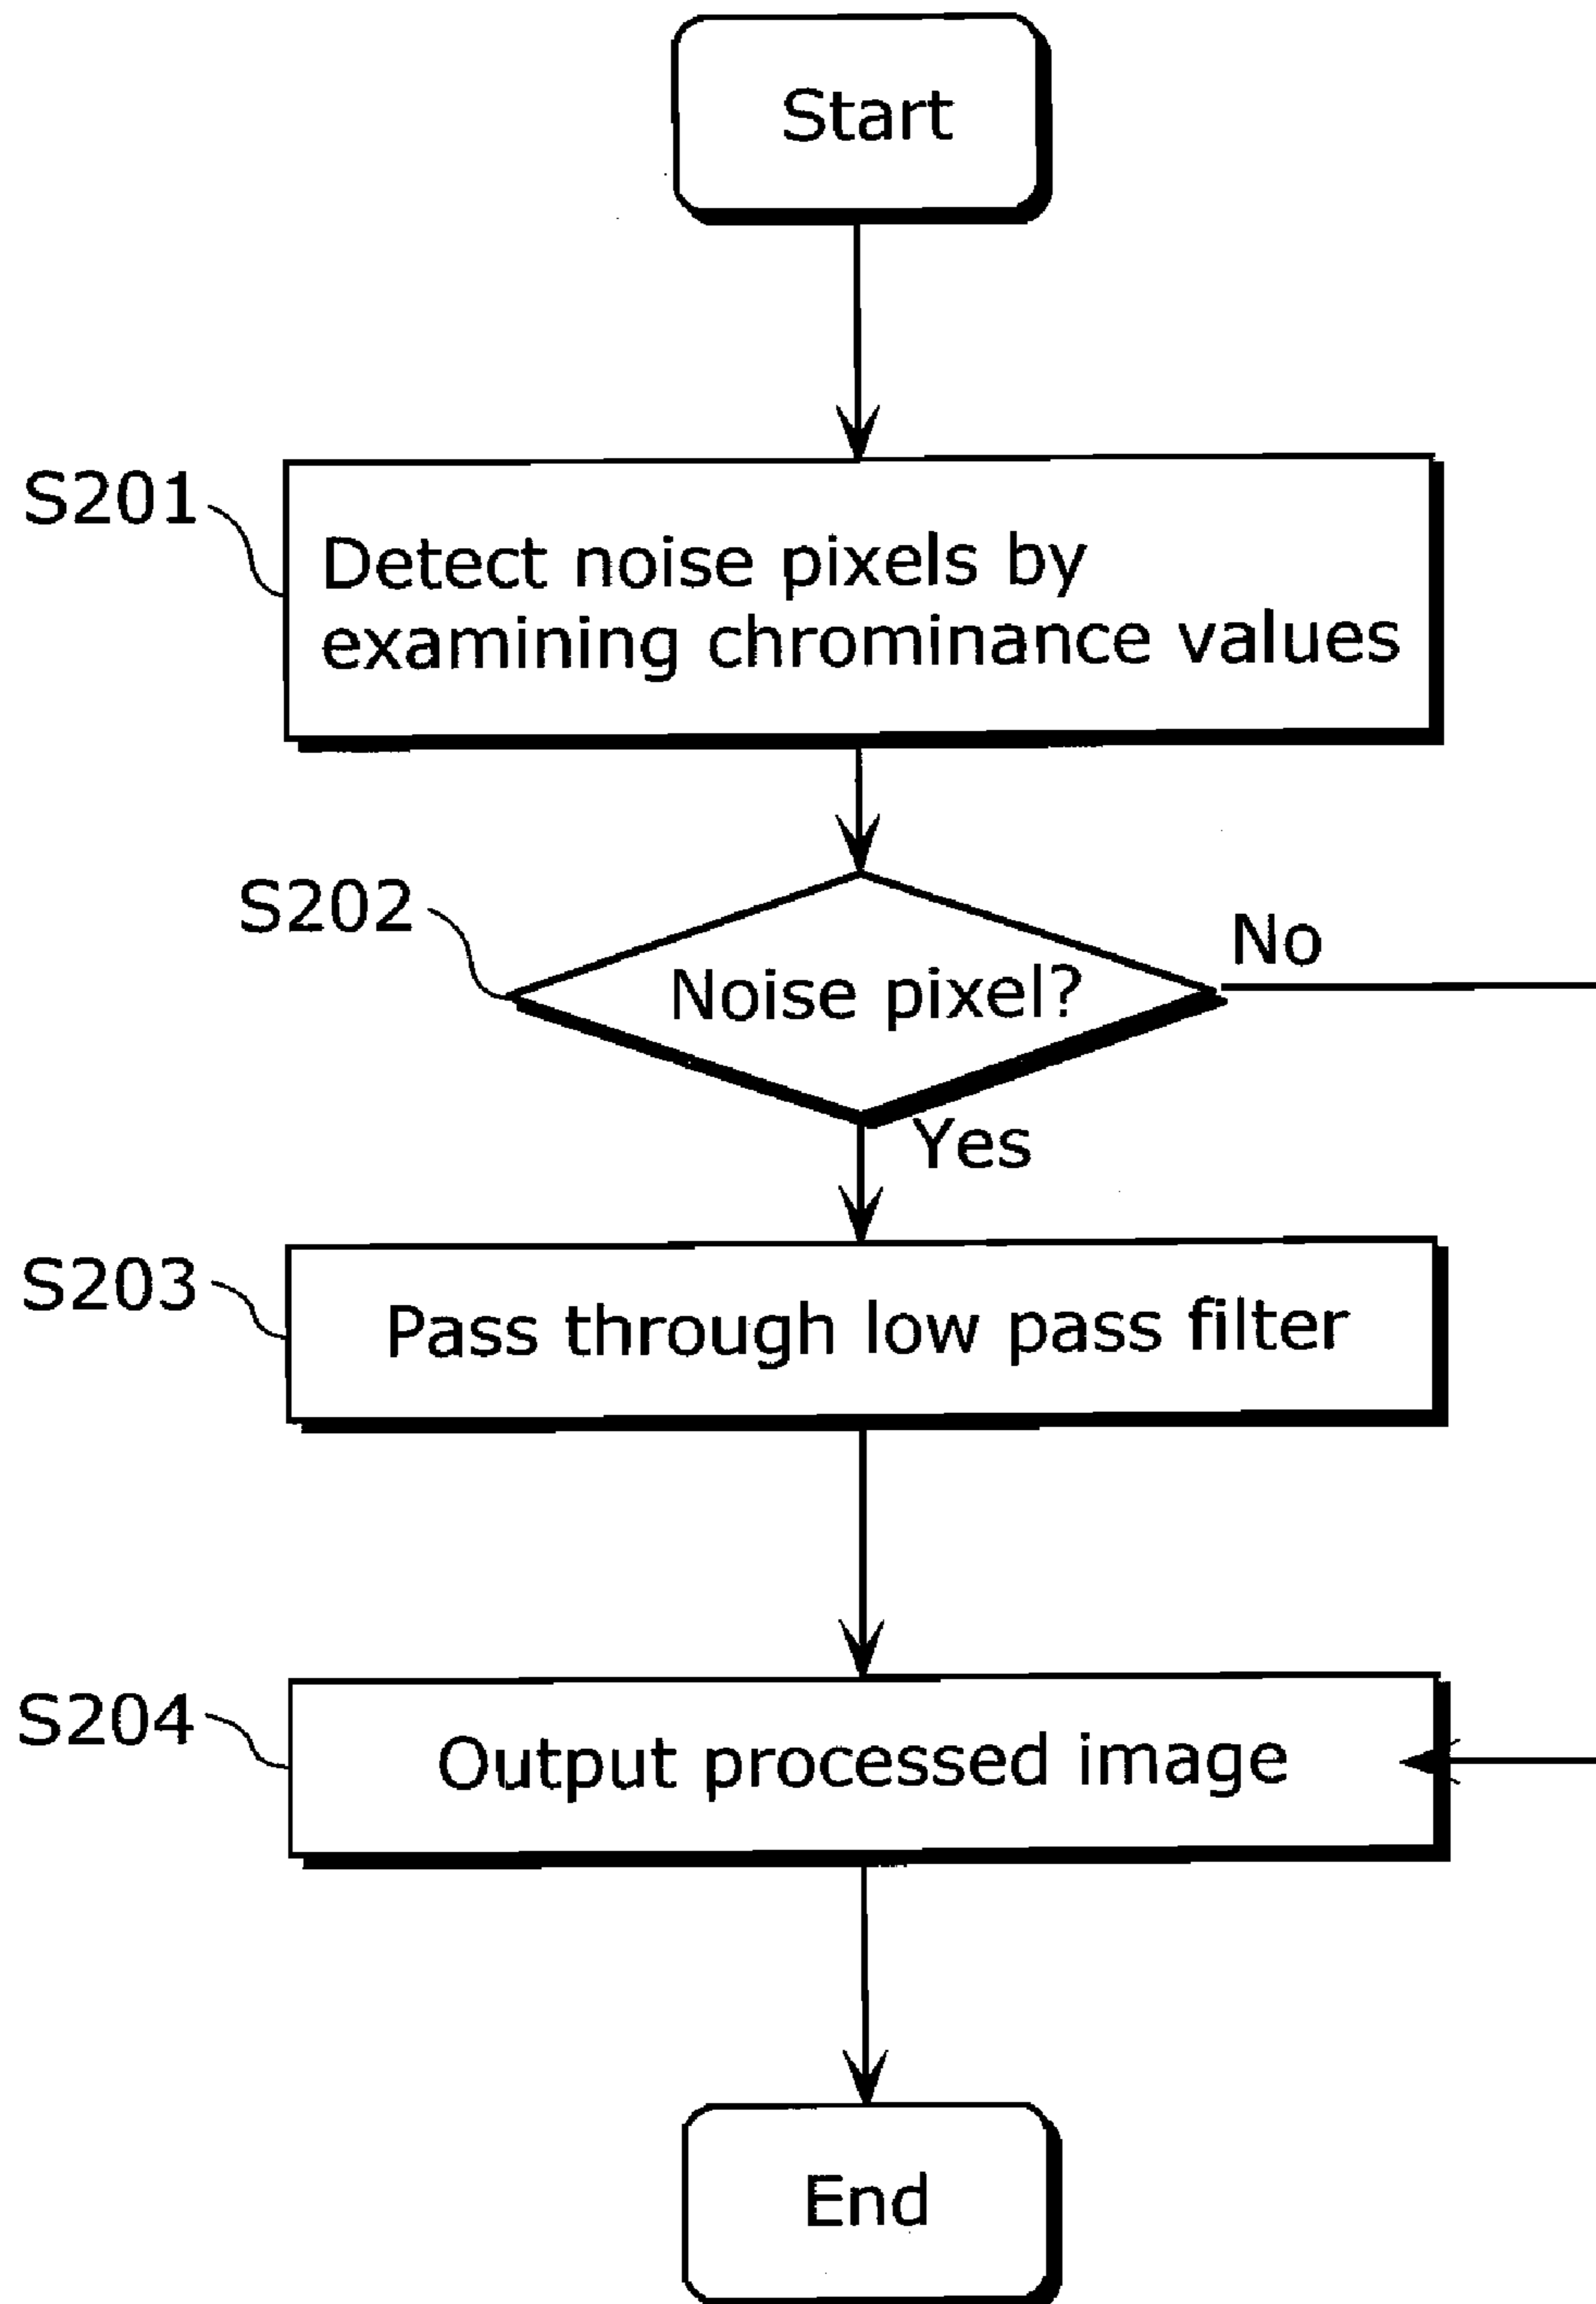 Start
S201
Detect noise pixels by
examining chrominance values
S202
Noise pixel?
No
Yes
S203
Pass through low pass filter
S204
Output processed image
End